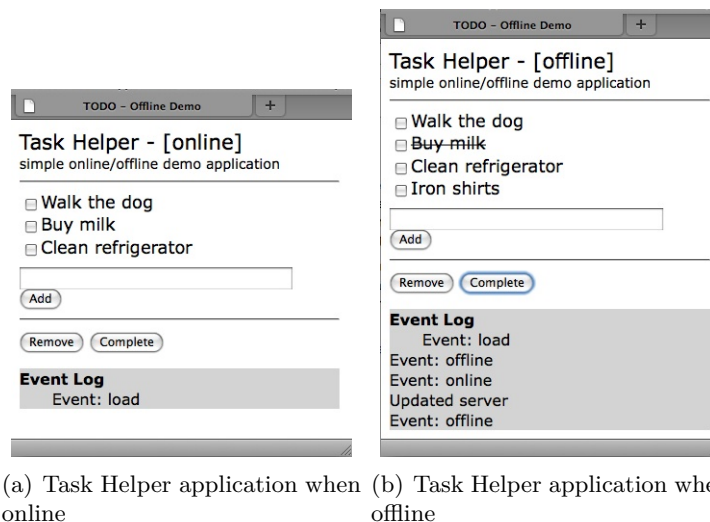 TODO – Offline Demo
+
Task Helper - [online]
simple online/offline demo application
Walk the dog
Buy milk
Clean refrigerator
Add
Remove
Complete
Event Log
Event: load
(a) Task Helper application when
online
TODO – Offline Demo
+
Task Helper - [offline]
simple online/offline demo application
Walk the dog
Buy milk
Clean refrigerator
Iron shirts
Add
Remove
Complete
Event Log
Event: load
Event: offline
Event: online
Updated server
Event: offline
(b) Task Helper application whe
offline